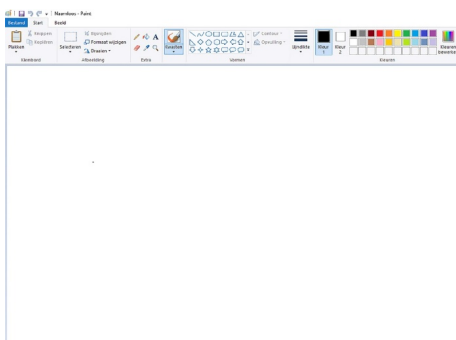 Naamloos - Paint
Bestand Start Beeld
Plakken
Knippen
Kopiëren
Klembord
Selecteren
Bijsnijden
Formaat wijzigen
Draaien
Afbeelding
A
Extra
Kwasten
Contour
Opvulling
Vormen
Lijndikte
Kleur 1
Kleur 2
Kleuren bewerken
Kleuren